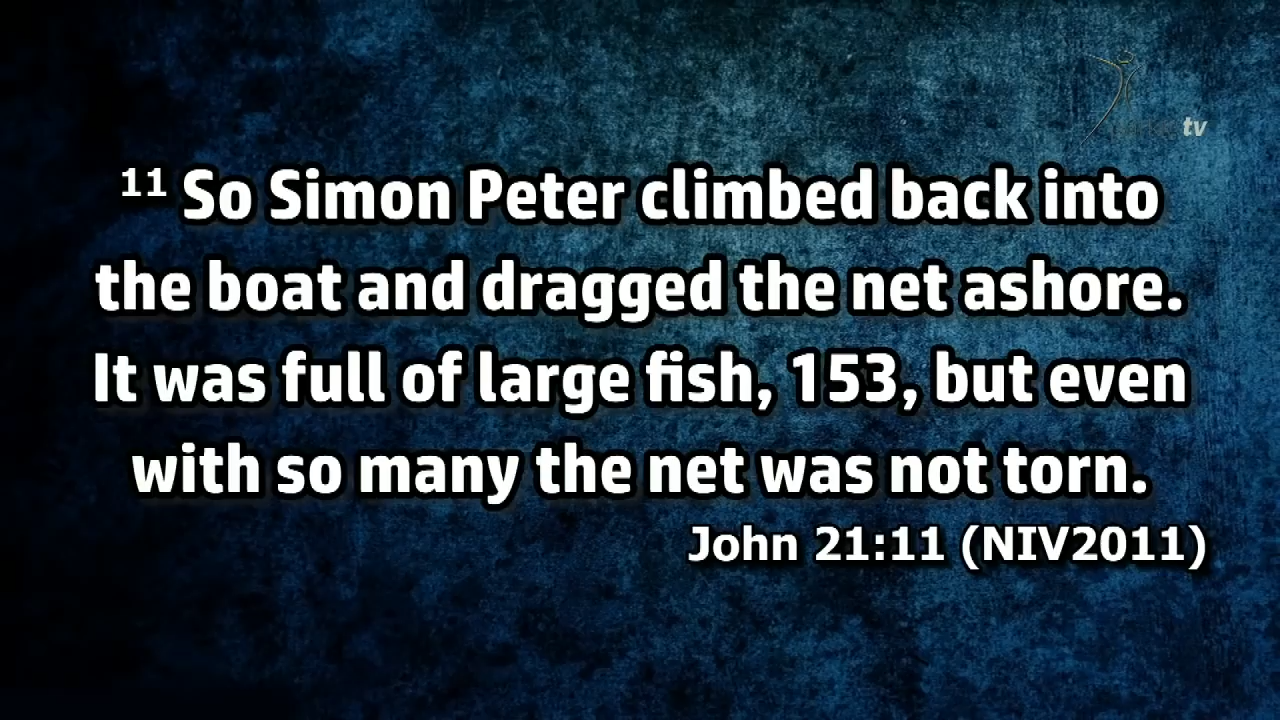 tv
11 So Simon Peter climbed back into
the boat and dragged the net ashore.
It was full of large fish, 153, but even
with so many the net was not torn.
John 21:11 (NIV2011)